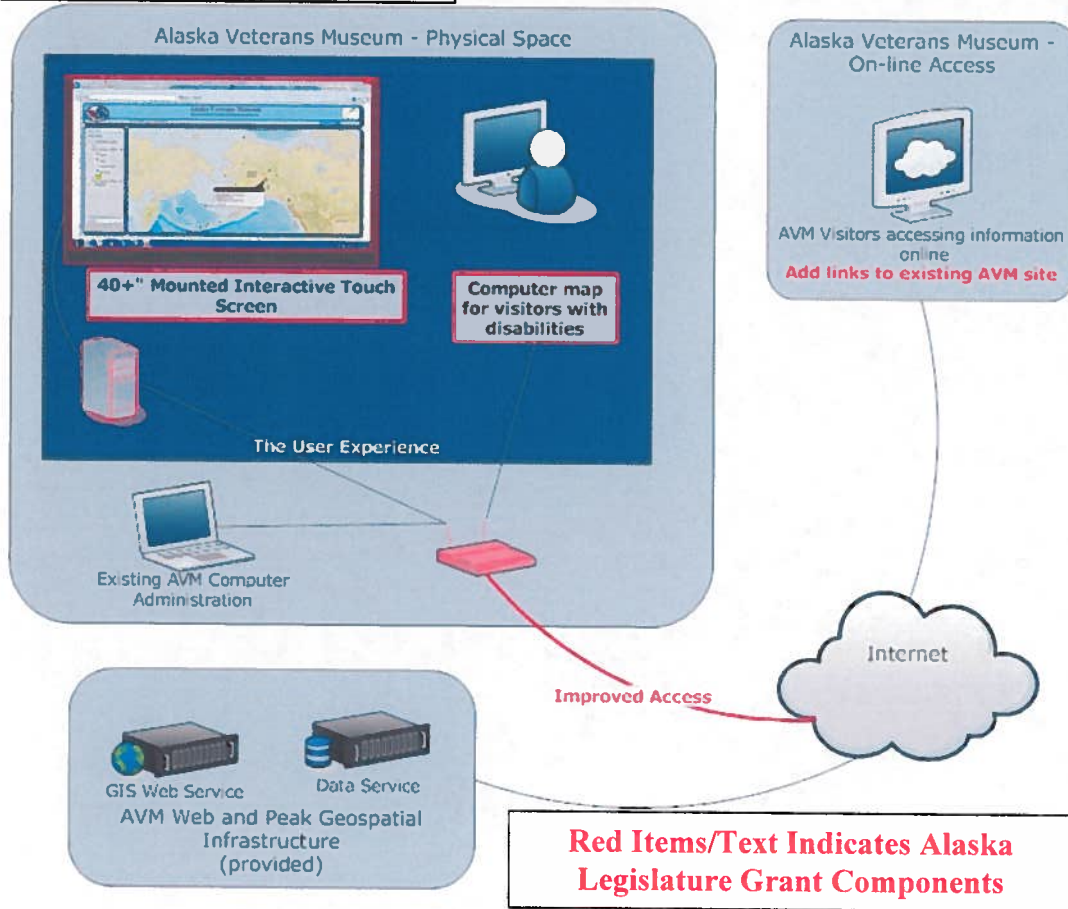 Alaska Veterans Museum - Physical Space
40+" Mounted Interactive Touch
Screen
Computer map
for visitors with
disabilities
The User Experience
Existing AVM Computer
Administration
Alaska Veterans Museum -
On-line Access
AVM Visitors accessing information
online
Add links to existing AVM site
Internet
Improved Access
GIS Web Service
Data Service
AVM Web and Peak Geospatial
Infrastructure
(provided)
Red Items/Text Indicates Alaska
Legislature Grant Components